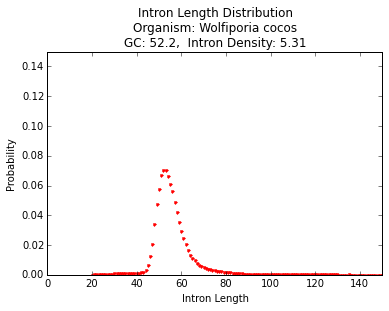 Intron Length Distribution
Organism: Wolfiporia cocos
GC: 52.2,  Intron Density: 5.31
0.14
0.12
0.10
0.08
0.06
0.04
0.02
0.00
Probability
0 20 40 60 80 100 120 140
Intron Length